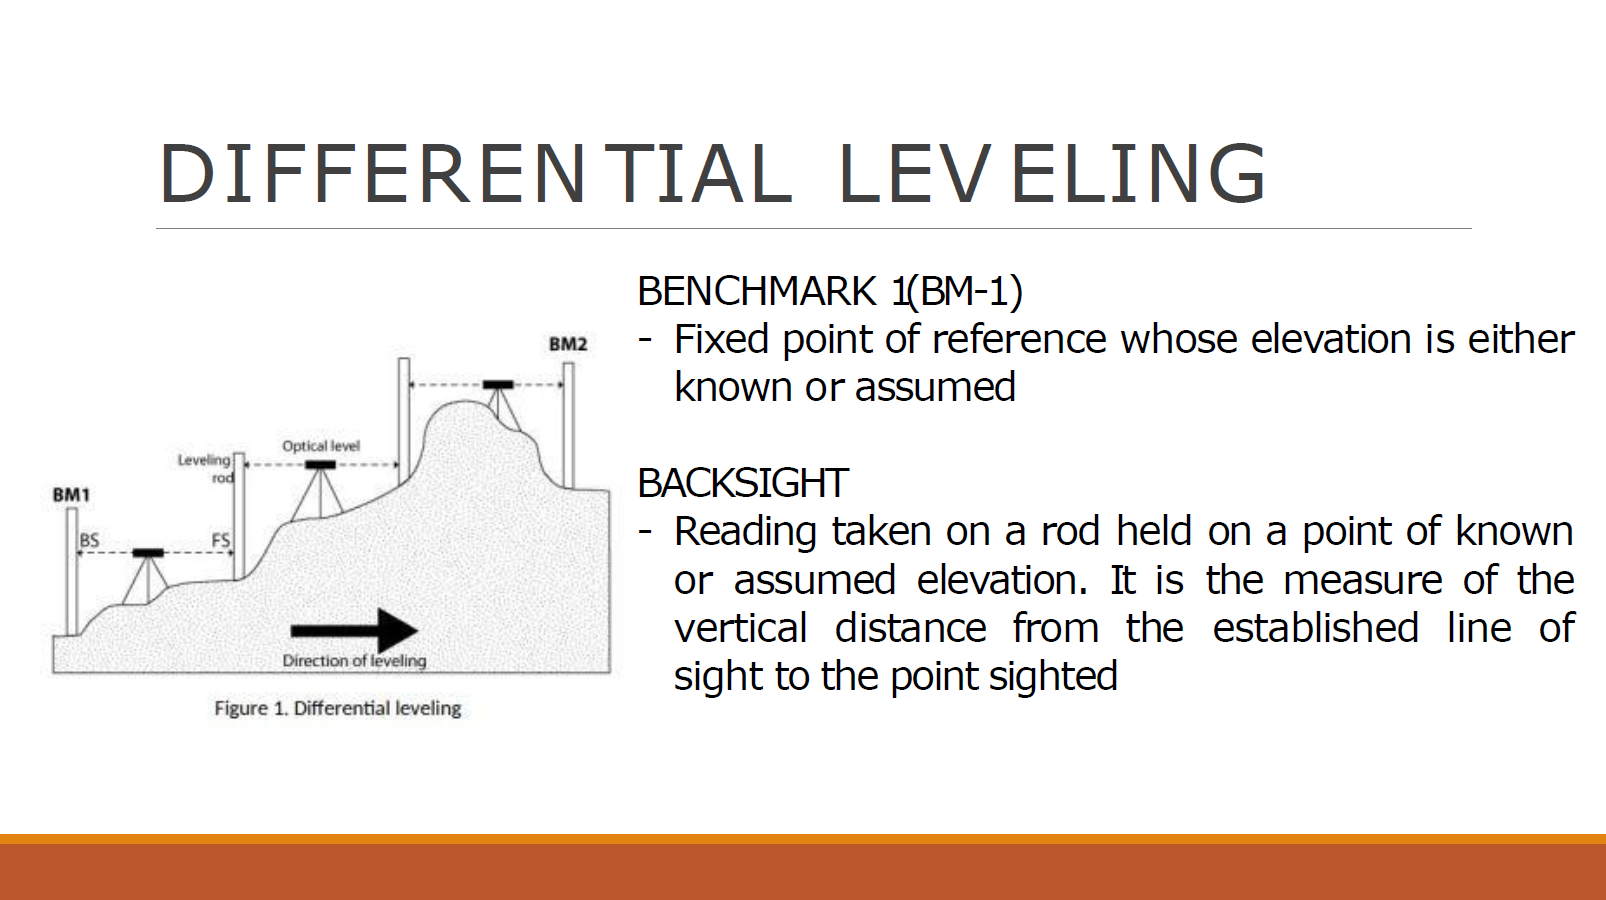 DIFFERENTIAL LEVELING
BENCHMARK 1(BM-1)
- Fixed point of reference whose elevation is either
known or assumed
BACKSIGHT
- Reading taken on a rod held on a point of known
or assumed elevation. It is the measure of the
vertical distance from the established line of
sight to the point sighted
BM2
Optical level
Leveling
rod
BM1
BS
FS
Direction of leveling
Figure 1. Differential leveling